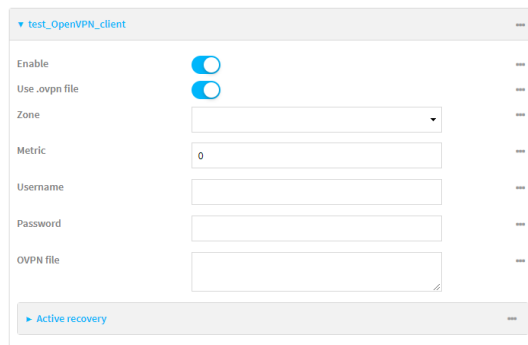 test_OpenVPN_client
Enable
Use .ovpn file
Zone
Metric
0
Username
Password
OVPN file
Active recovery